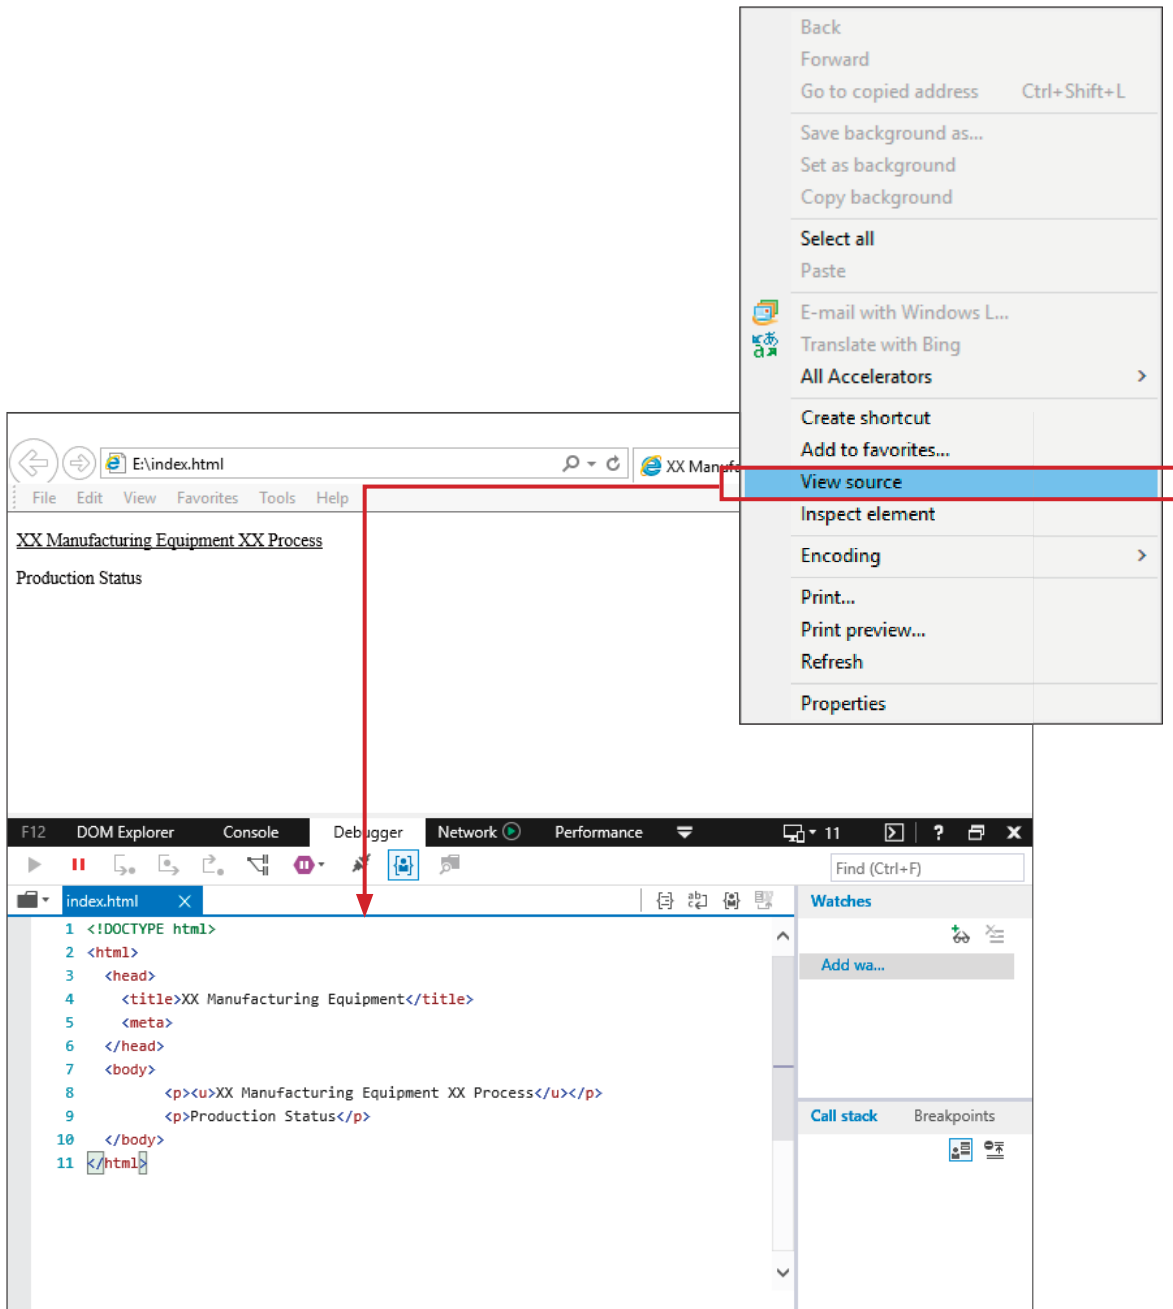 Back
Forward
Go to copied address Ctrl+Shift+L
Save background as...
Set as background
Copy background
Select all
Paste
E-mail with Windows L...
Translate with Bing
All Accelerators
Create shortcut
Add to favorites...
View source
Inspect element
Encoding
Print...
Print preview...
Refresh
Properties
E:\index.html
XX Manufa
File Edit View Favorites Tools Help
XX Manufacturing Equipment XX Process
Production Status
F12 DOM Explorer Console Debugger Network Performance 11 ?
Find (Ctrl+F)
index.html
Watches
Add wa...
1 <!DOCTYPE html>
2 <html>
3 <head>
4 <title>XX Manufacturing Equipment</title>
5 <meta>
6 </head>
7 <body>
8 <p><u>XX Manufacturing Equipment XX Process</u></p>
9 <p>Production Status</p>
10 </body>
11 </html>
Call stack Breakpoints